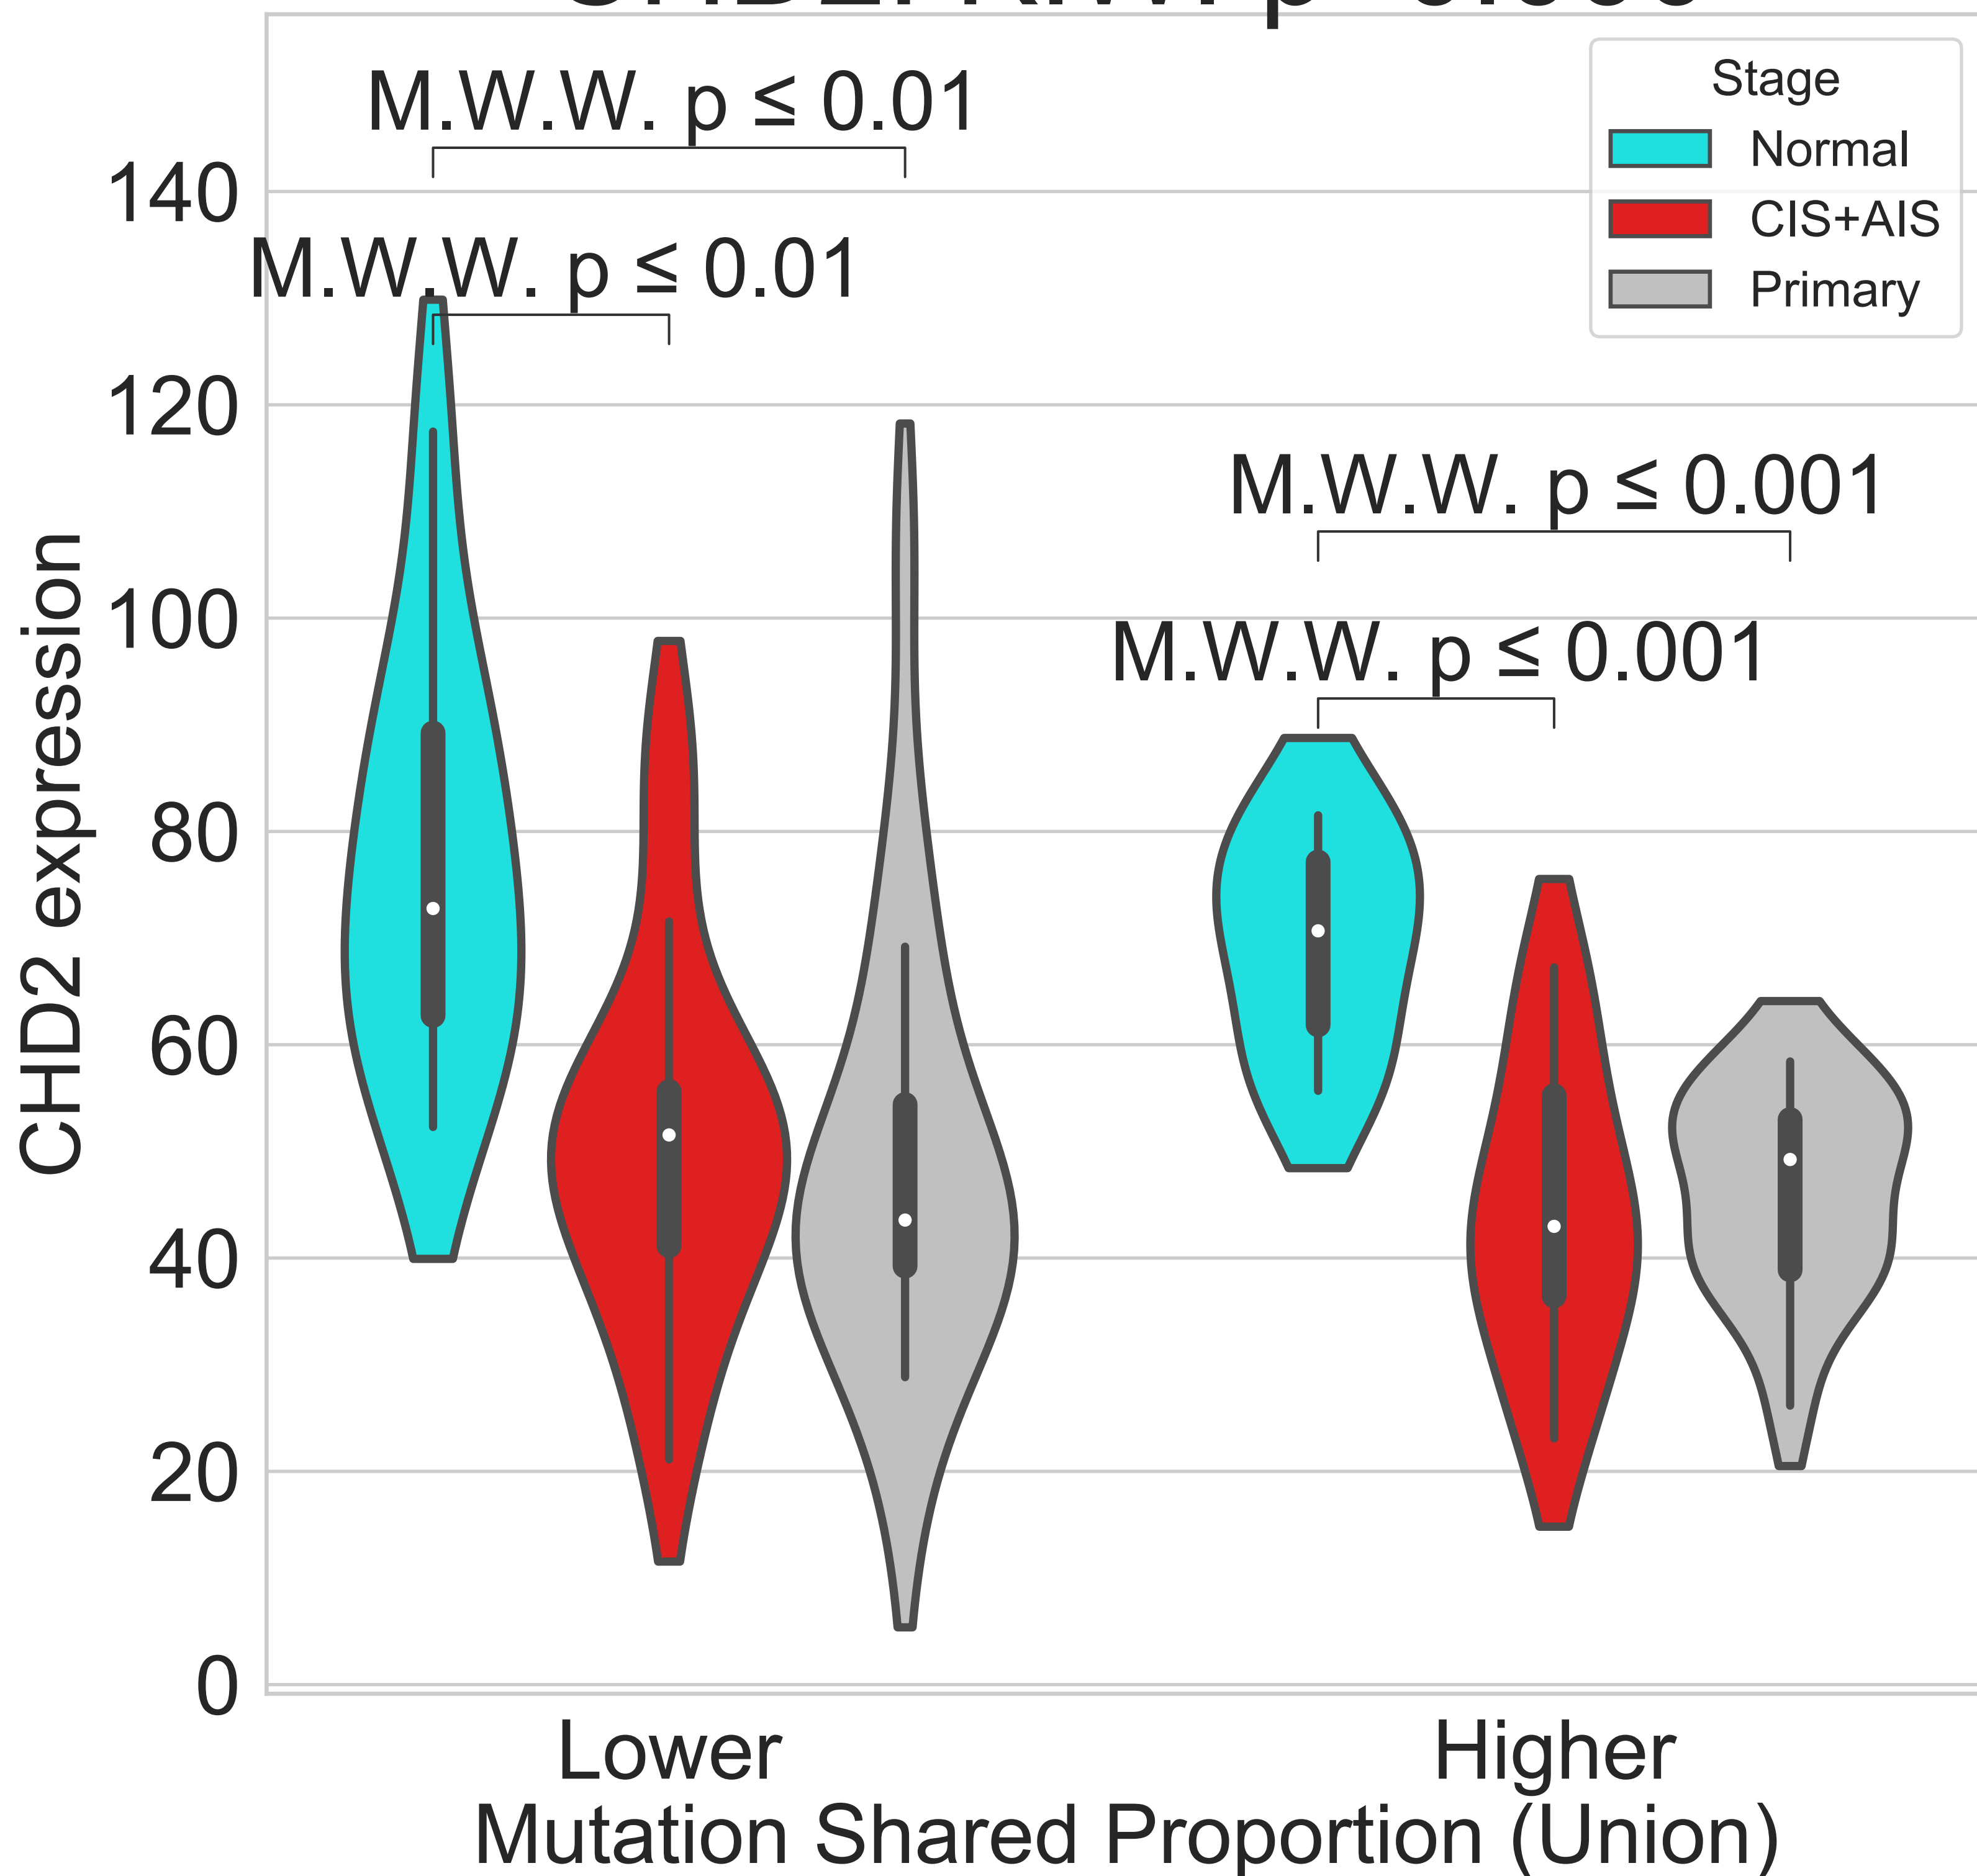 M.W.W. p ≤ 0.01
M.W.W. p ≤ 0.01
M.W.W. p ≤ 0.001
M.W.W. p ≤ 0.001
Stage
Normal
CIS+AIS
Primary
CHD2 expression
140
120
100
80
60
40
20
0
Lower
Higher
Mutation Shared Proportion (Union)